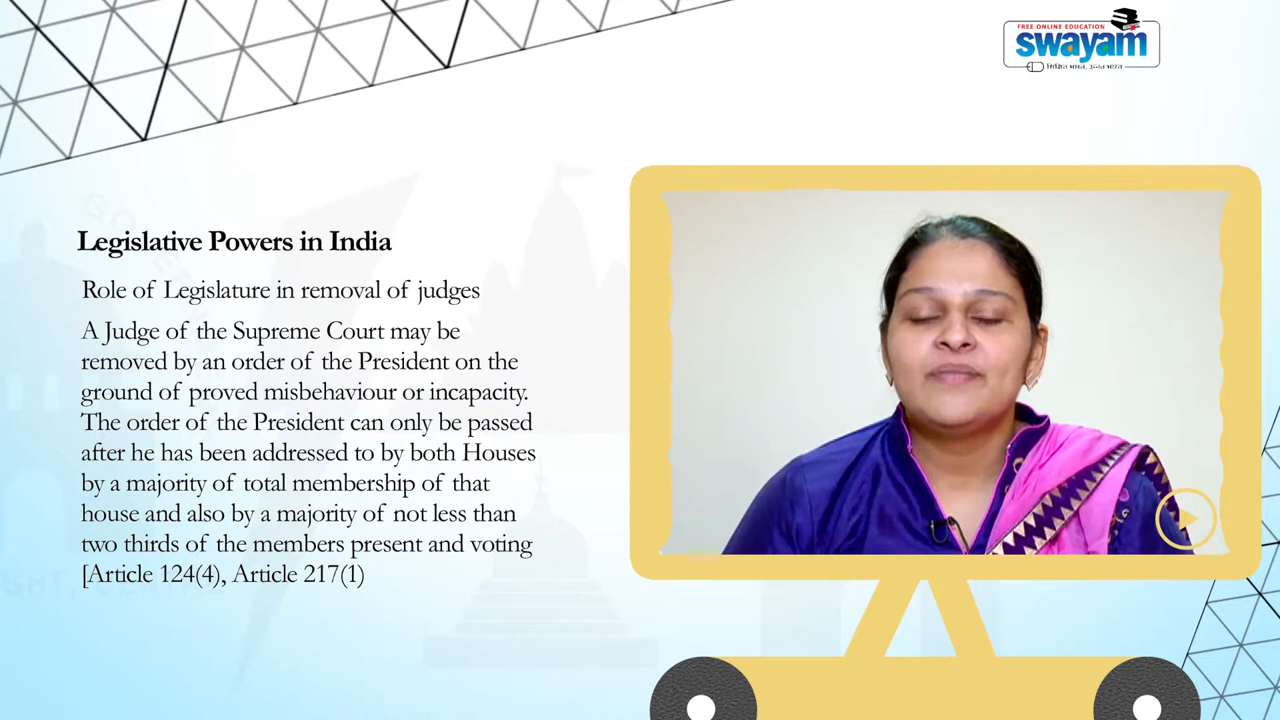 FREE ONLINE EDUCATION
swayam
शिक्षित भारत, उन्नत भारत
Legislative Powers in India
Role of Legislature in removal of judges
A Judge of the Supreme Court may be
removed by an order of the President on the
ground of proved misbehaviour or incapacity.
The order of the President can only be passed
after he has been addressed to by both Houses
by a majority of total membership of that
house and also by a majority of not less than
two thirds of the members present and voting
[Article 124(4), Article 217(1)